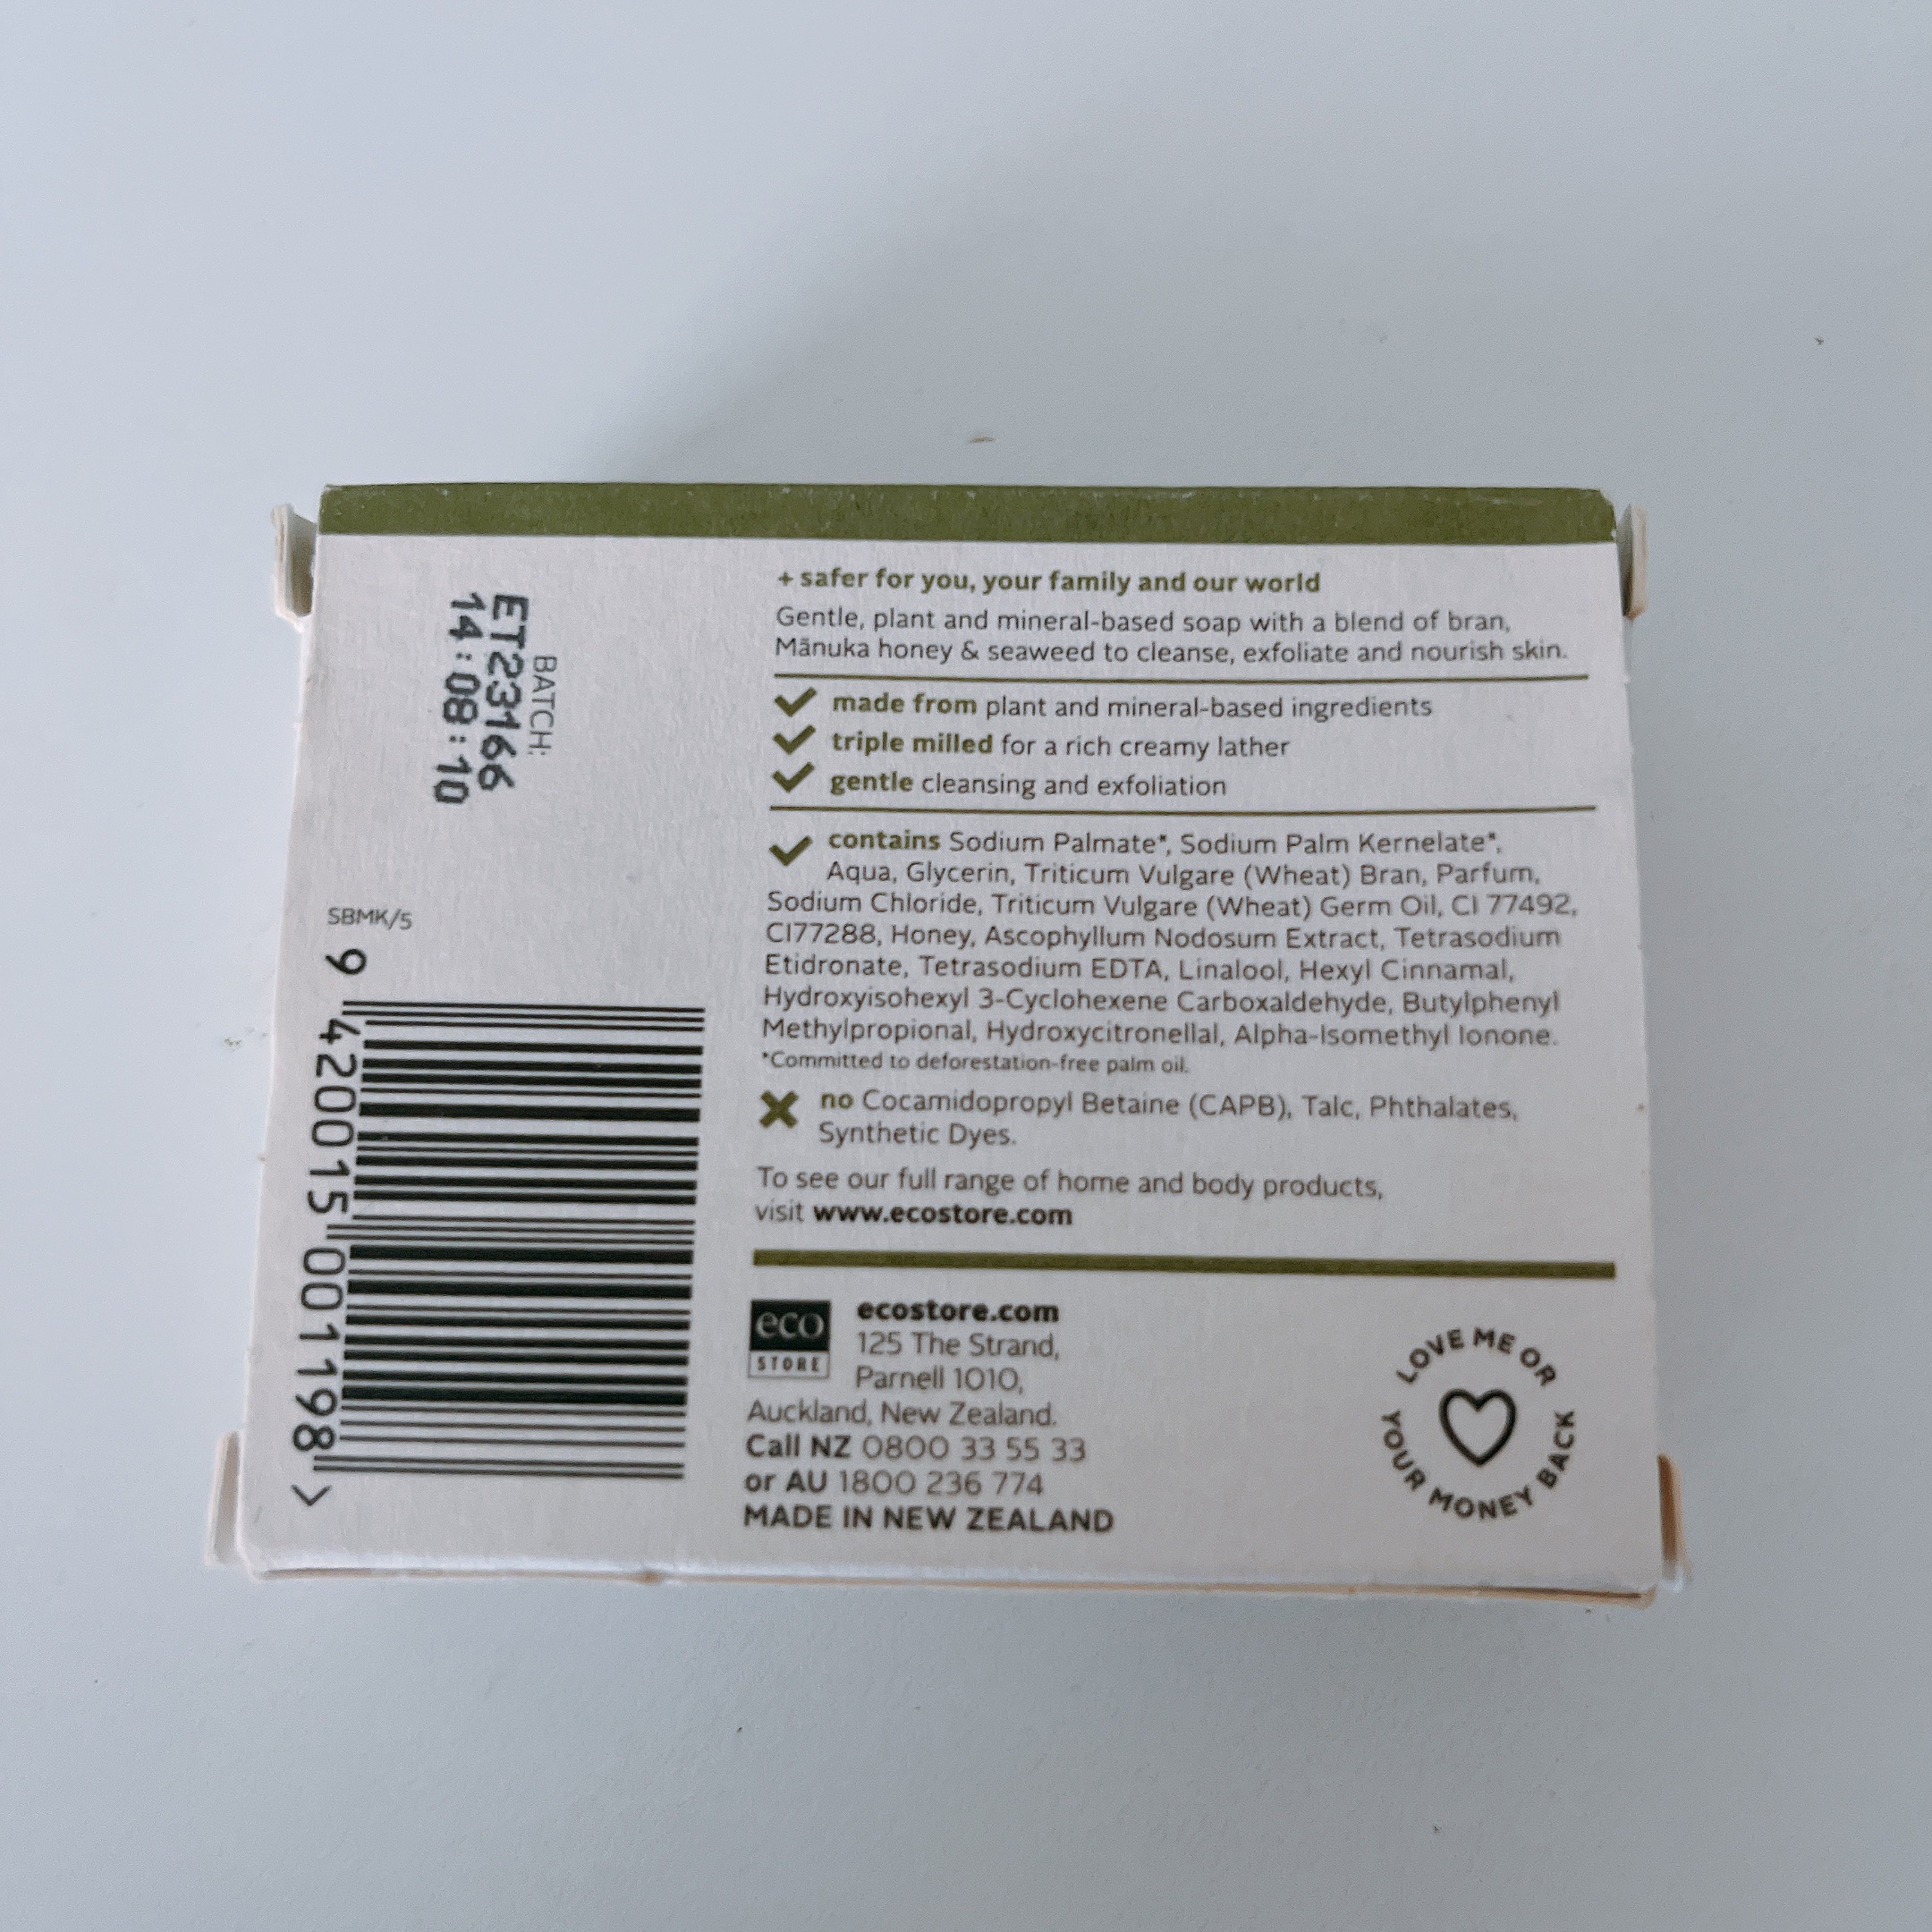 BATCH:
ET23166
14:08:10
SBMK/5
9 420015 001198 >
+ safer for you, your family and our world
Gentle, plant and mineral-based soap with a blend of bran,
Mānuka honey & seaweed to cleanse, exfoliate and nourish skin.
made from plant and mineral-based ingredients
triple milled for a rich creamy lather
gentle cleansing and exfoliation
contains Sodium Palmate*, Sodium Palm Kernelate*,
Aqua, Glycerin, Triticum Vulgare (Wheat) Bran, Parfum,
Sodium Chloride, Triticum Vulgare (Wheat) Germ Oil, CI 77492,
CI77288, Honey, Ascophyllum Nodosum Extract, Tetrasodium
Etidronate, Tetrasodium EDTA, Linalool, Hexyl Cinnamal,
Hydroxyisohexyl 3-Cyclohexene Carboxaldehyde, Butylphenyl
Methylpropional, Hydroxycitronellal, Alpha-Isomethyl Ionone.
*Committed to deforestation-free palm oil.
no Cocamidopropyl Betaine (CAPB), Talc, Phthalates,
Synthetic Dyes.
To see our full range of home and body products,
visit www.ecostore.com
eco
STORE
ecostore.com
125 The Strand,
Parnell 1010,
Auckland, New Zealand.
Call NZ 0800 33 55 33
or AU 1800 236 774
MADE IN NEW ZEALAND
LOVE ME OR
YOUR MONEY BACK